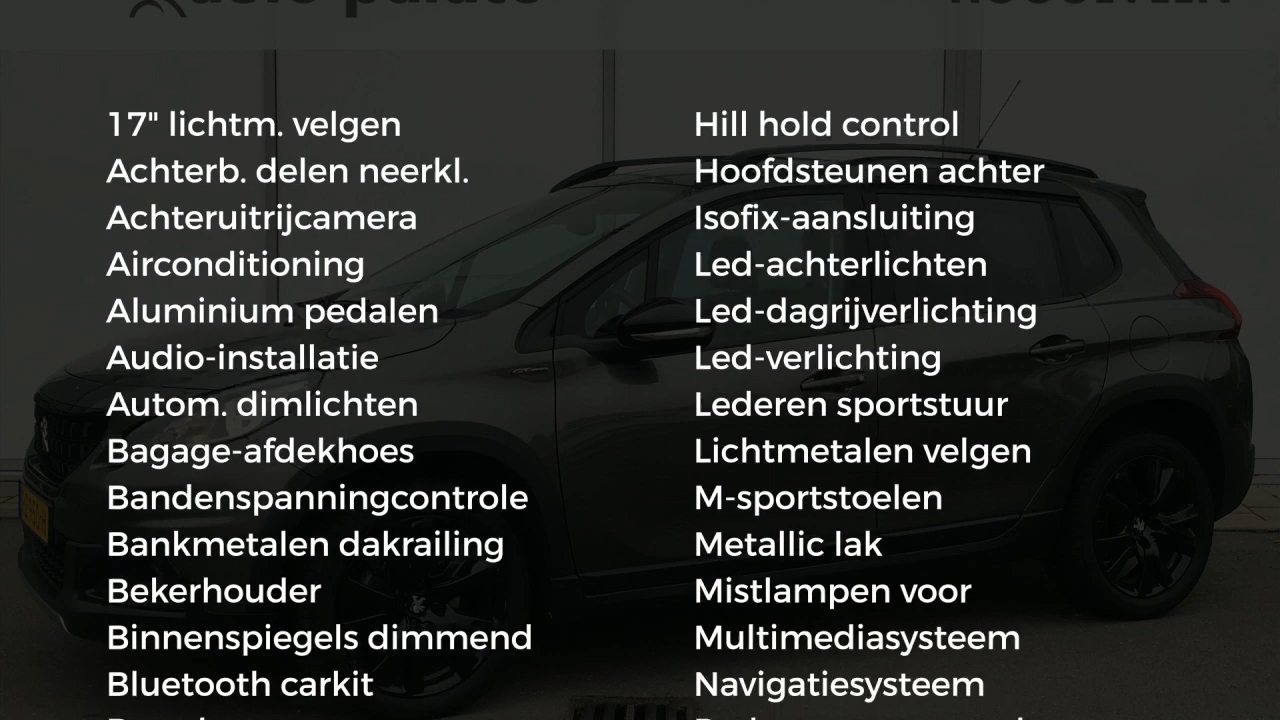 17" lichtm. velgen
Achterb. delen neerkl.
Achteruitrijcamera
Airconditioning
Aluminium pedalen
Audio-installatie
Autom. dimlichten
Bagage-afdekhoes
Bandenspanningcontrole
Bankmetalen dakrailing
Bekerhouder
Binnenspiegels dimmend
Bluetooth carkit
Hill hold control
Hoofdsteunen achter
Isofix-aansluiting
Led-achterlichten
Led-dagrijverlichting
Led-verlichting
Lederen sportstuur
Lichtmetalen velgen
M-sportstoelen
Metallic lak
Mistlampen voor
Multimediasysteem
Navigatiesysteem